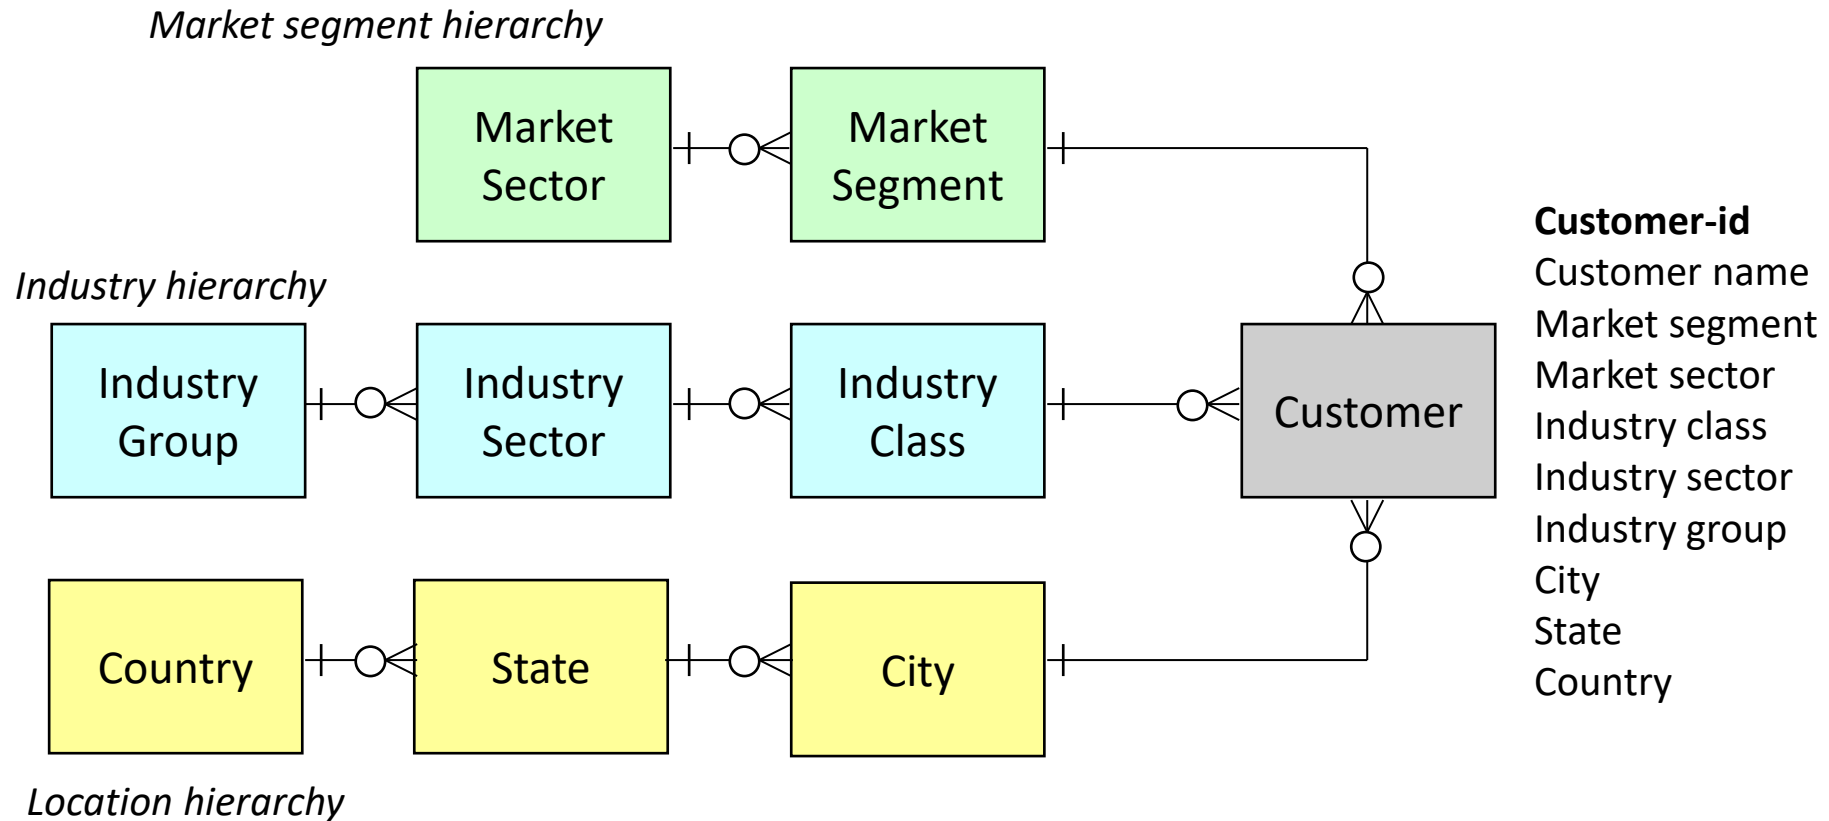 Market segment hierarchy
Market
Sector
Market
Segment
Industry hierarchy
Industry
Group
Industry
Sector
Industry
Class
Customer
Country
State
City
Location hierarchy
Customer-id
Customer name
Market segment
Market sector
Industry class
Industry sector
Industry group
City
State
Country